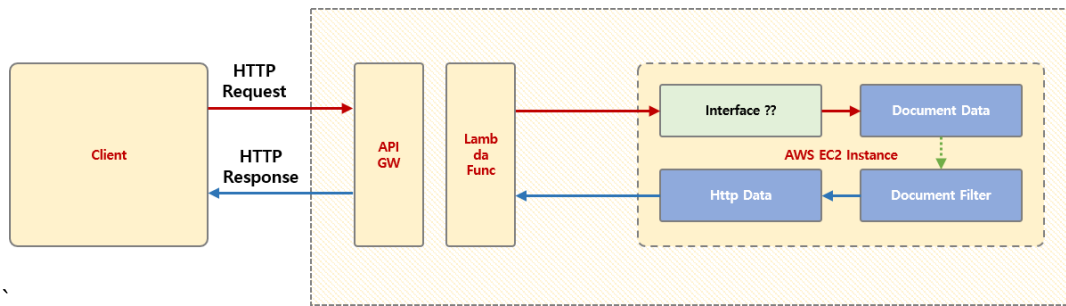 HTTP
Request
Client
HTTP
Response
API
GW
Lamb
da
Func
Interface ??
Document Data
AWS EC2 Instance
Http Data
Document Filter
`